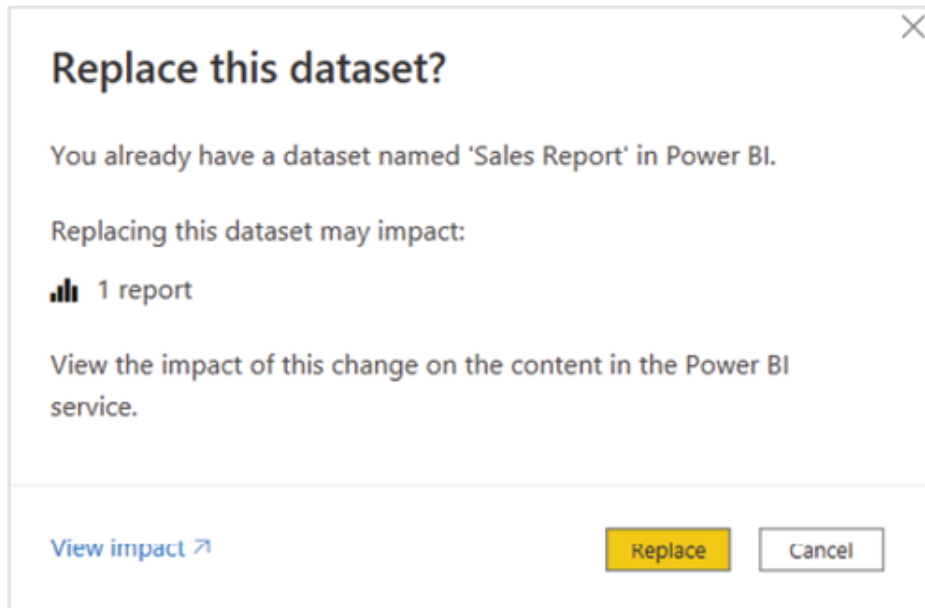 Replace this dataset?
You already have a dataset named 'Sales Report' in Power BI.
Replacing this dataset may impact:
1 report
View the impact of this change on the content in the Power BI
service.
View impact
Replace
Cancel